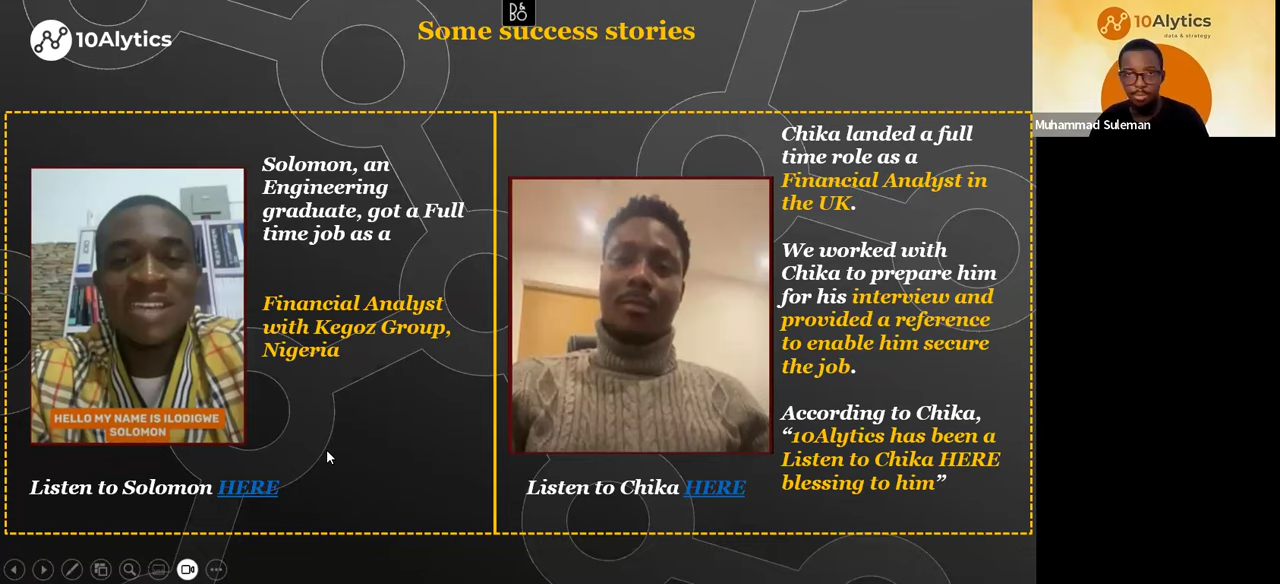 10Alytics
B&O
Some success stories
Solomon, an
Engineering
graduate, got a Full
time job as a
Financial Analyst
with Kegoz Group,
Nigeria
HELLO MY NAME IS ILODIGWE
SOLOMON
Listen to Solomon HERE
Listen to Chika HERE
Chika landed a full
time role as a
Financial Analyst in
the UK.
We worked with
Chika to prepare him
for his interview and
provided a reference
to enable him secure
the job.
According to Chika,
“10Alytics has been a
Listen to Chika HERE
blessing to him”
10Alytics
data & strategy
Muhammad Suleman